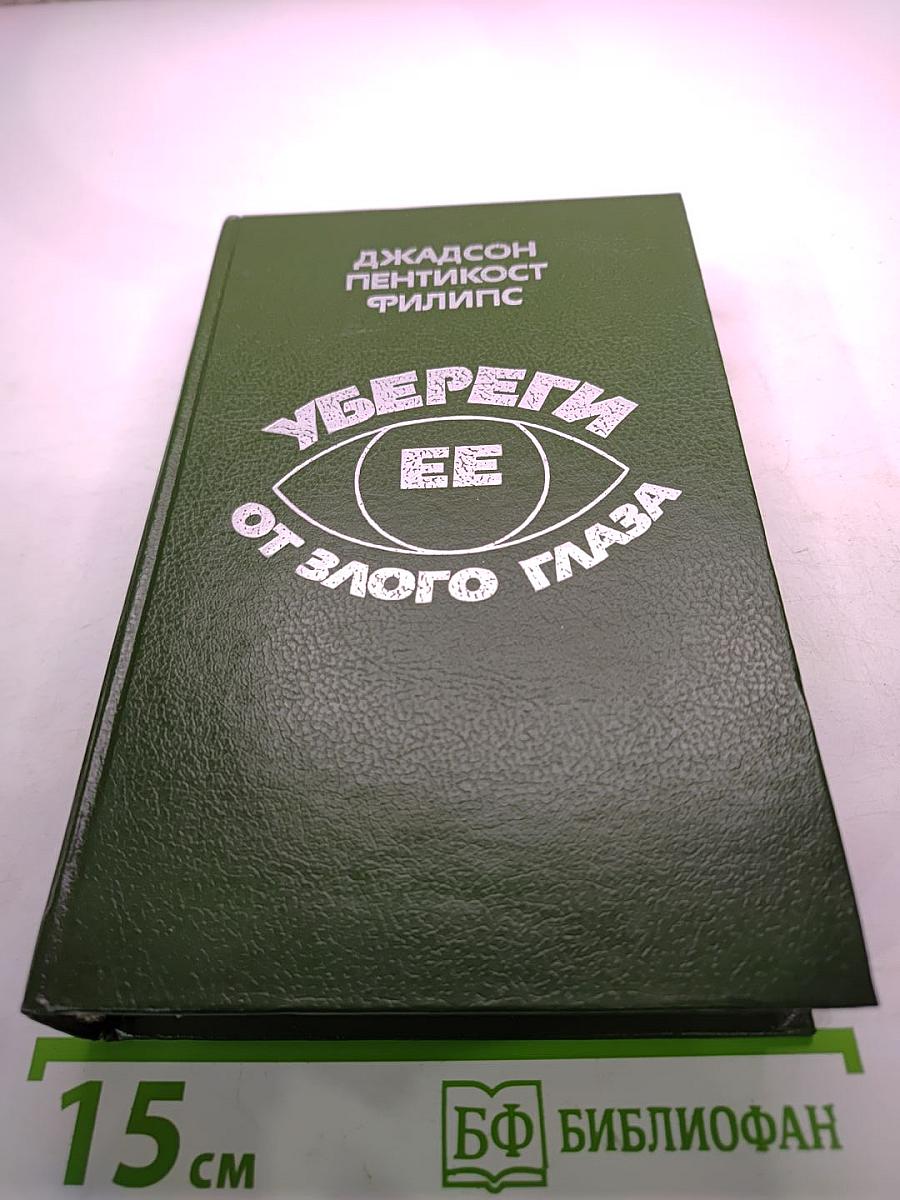 ДЖАДСОН
ПЕНТИКОСТ
ФИЛИПС
УБЕРЕГИ
ЕЕ
ОТ ЗЛОГО ГЛАЗА
15 см
БФ БИБЛИОФАН